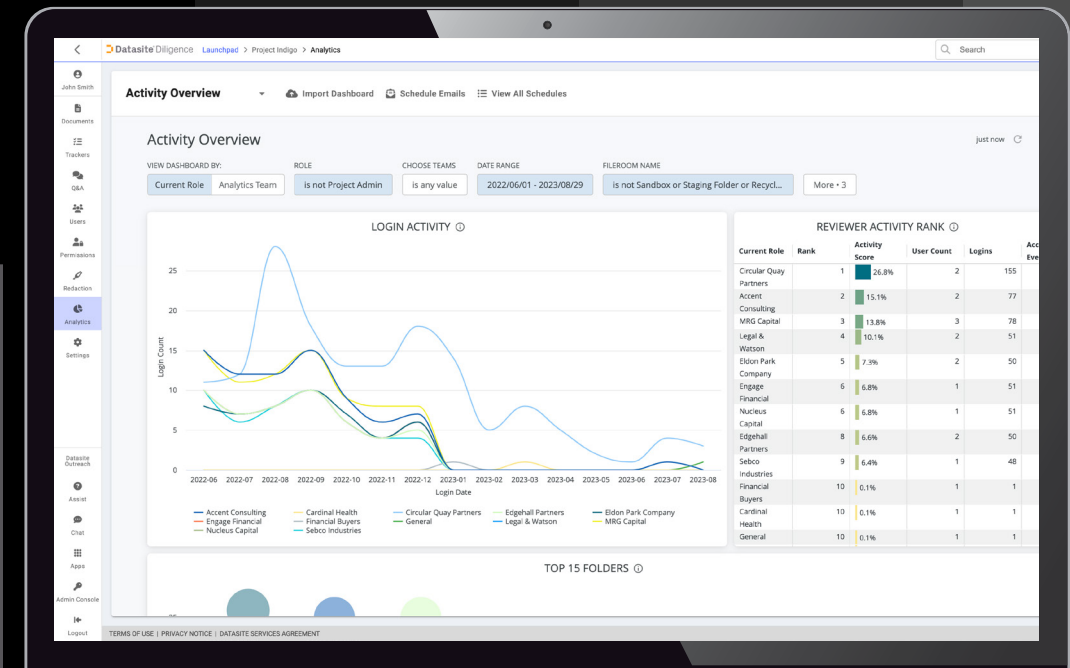 Datasite Diligence Launchpad > Project Indigo > Analytics
Search
John Smith
Documents
Trackers
Q&A
Users
Permissions
Redaction
Analytics
Settings
Datasite
Outreach
Assist
Chat
Apps
Admin Console
Logout
Activity Overview
Import Dashboard
Schedule Emails
View All Schedules
Activity Overview
just now
VIEW DASHBOARD BY: ROLE CHOOSE TEAMS DATE RANGE FILEROOM NAME
Current Role Analytics Team is not Project Admin is any value 2022/06/01 - 2023/08/29 is not Sandbox or Staging Folder or Recycl... More • 3
LOGIN ACTIVITY
Login Count
25
20
15
10
5
0
2022-06 2022-07 2022-08 2022-09 2022-10 2022-11 2022-12 2023-01 2023-02 2023-03 2023-04 2023-05 2023-06 2023-07 2023-08
Login Date
Accent Consulting Cardinal Health Circular Quay Partners Edgehall Partners Eldon Park Company
Engage Financial Financial Buyers General Legal & Watson MRG Capital
Nucleus Capital Sebco Industries
REVIEWER ACTIVITY RANK
Current Role Rank Activity Score User Count Logins
Circular Quay Partners 1 26.8% 2 155
Accent Consulting 2 15.1% 2 77
MRG Capital 3 13.8% 3 78
Legal & Watson 4 10.1% 2 51
Eldon Park Company 5 7.3% 2 50
Engage Financial 6 6.8% 1 51
Nucleus Capital 6 6.8% 1 51
Edgehall Partners 8 6.6% 2 50
Sebco Industries 9 6.4% 1 48
Financial Buyers 10 0.1% 1 1
Cardinal Health 10 0.1% 1 1
General 10 0.1% 1 1
TOP 15 FOLDERS
TERMS OF USE | PRIVACY NOTICE | DATASITE SERVICES AGREEMENT